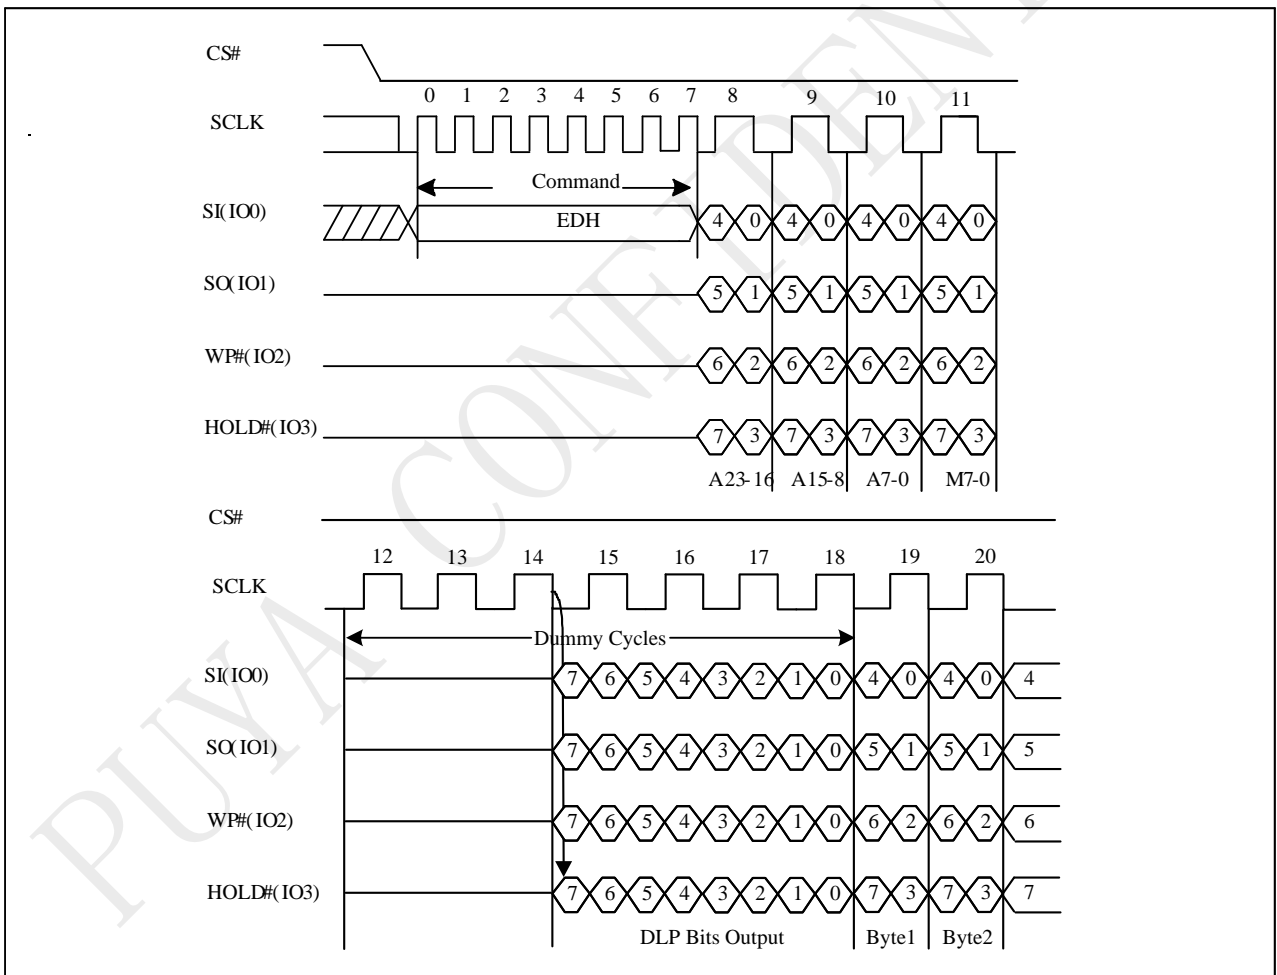 PUYA CONFIDENTIAL
CS#
0 1 2 3 4 5 6 7 8 9 10 11
SCLK
Command
SI(IO0) EDH 4 0 4 0 4 0 4 0
SO(IO1) 5 1 5 1 5 1 5 1
WP#(IO2) 6 2 6 2 6 2 6 2
HOLD#(IO3) 7 3 7 3 7 3 7 3
A23-16 A15-8 A7-0 M7-0
CS#
12 13 14 15 16 17 18 19 20
SCLK
Dummy Cycles
SI(IO0) 7 6 5 4 3 2 1 0 4 0 4 0 4
SO(IO1) 7 6 5 4 3 2 1 0 5 1 5 1 5
WP#(IO2) 7 6 5 4 3 2 1 0 6 2 6 2 6
HOLD#(IO3) 7 6 5 4 3 2 1 0 7 3 7 3 7
DLP Bits Output Byte1 Byte2